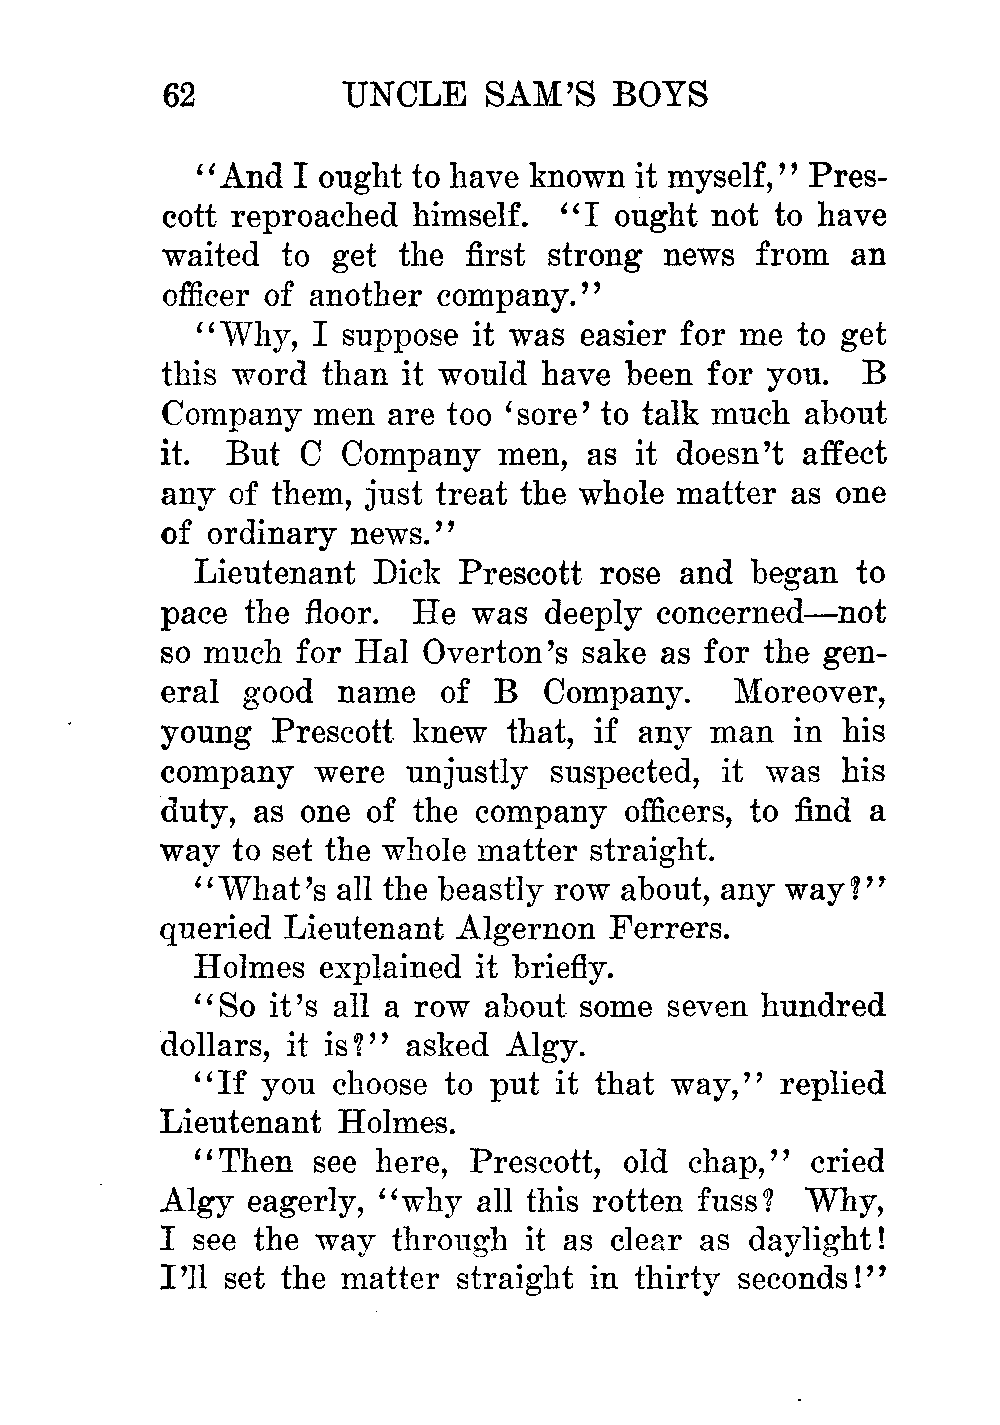 62 UNCLE SAM'S BOYS
"And I ought to have known it myself," Pres-
cott reproached himself. "I ought not to have
waited to get the first strong news from an
officer of another company."
"Why, I suppose it was easier for me to get
this word than it would have been for you. B
Company men are too 'sore' to talk much about
it. But C Company men, as it doesn't affect
any of them, just treat the whole matter as one
of ordinary news."
Lieutenant Dick Prescott rose and began to
pace the floor. He was deeply concerned—not
so much for Hal Overton's sake as for the gen-
eral good name of B Company. Moreover,
young Prescott knew that, if any man in his
company were unjustly suspected, it was his
duty, as one of the company officers, to find a
way to set the whole matter straight.
"What's all the beastly row about, any way?"
queried Lieutenant Algernon Ferrers.
Holmes explained it briefly.
"So it's all a row about some seven hundred
dollars, it is?" asked Algy.
"If you choose to put it that way," replied
Lieutenant Holmes.
"Then see here, Prescott, old chap," cried
Algy eagerly, "why all this rotten fuss? Why,
I see the way through it as clear as daylight!
I'll set the matter straight in thirty seconds!"